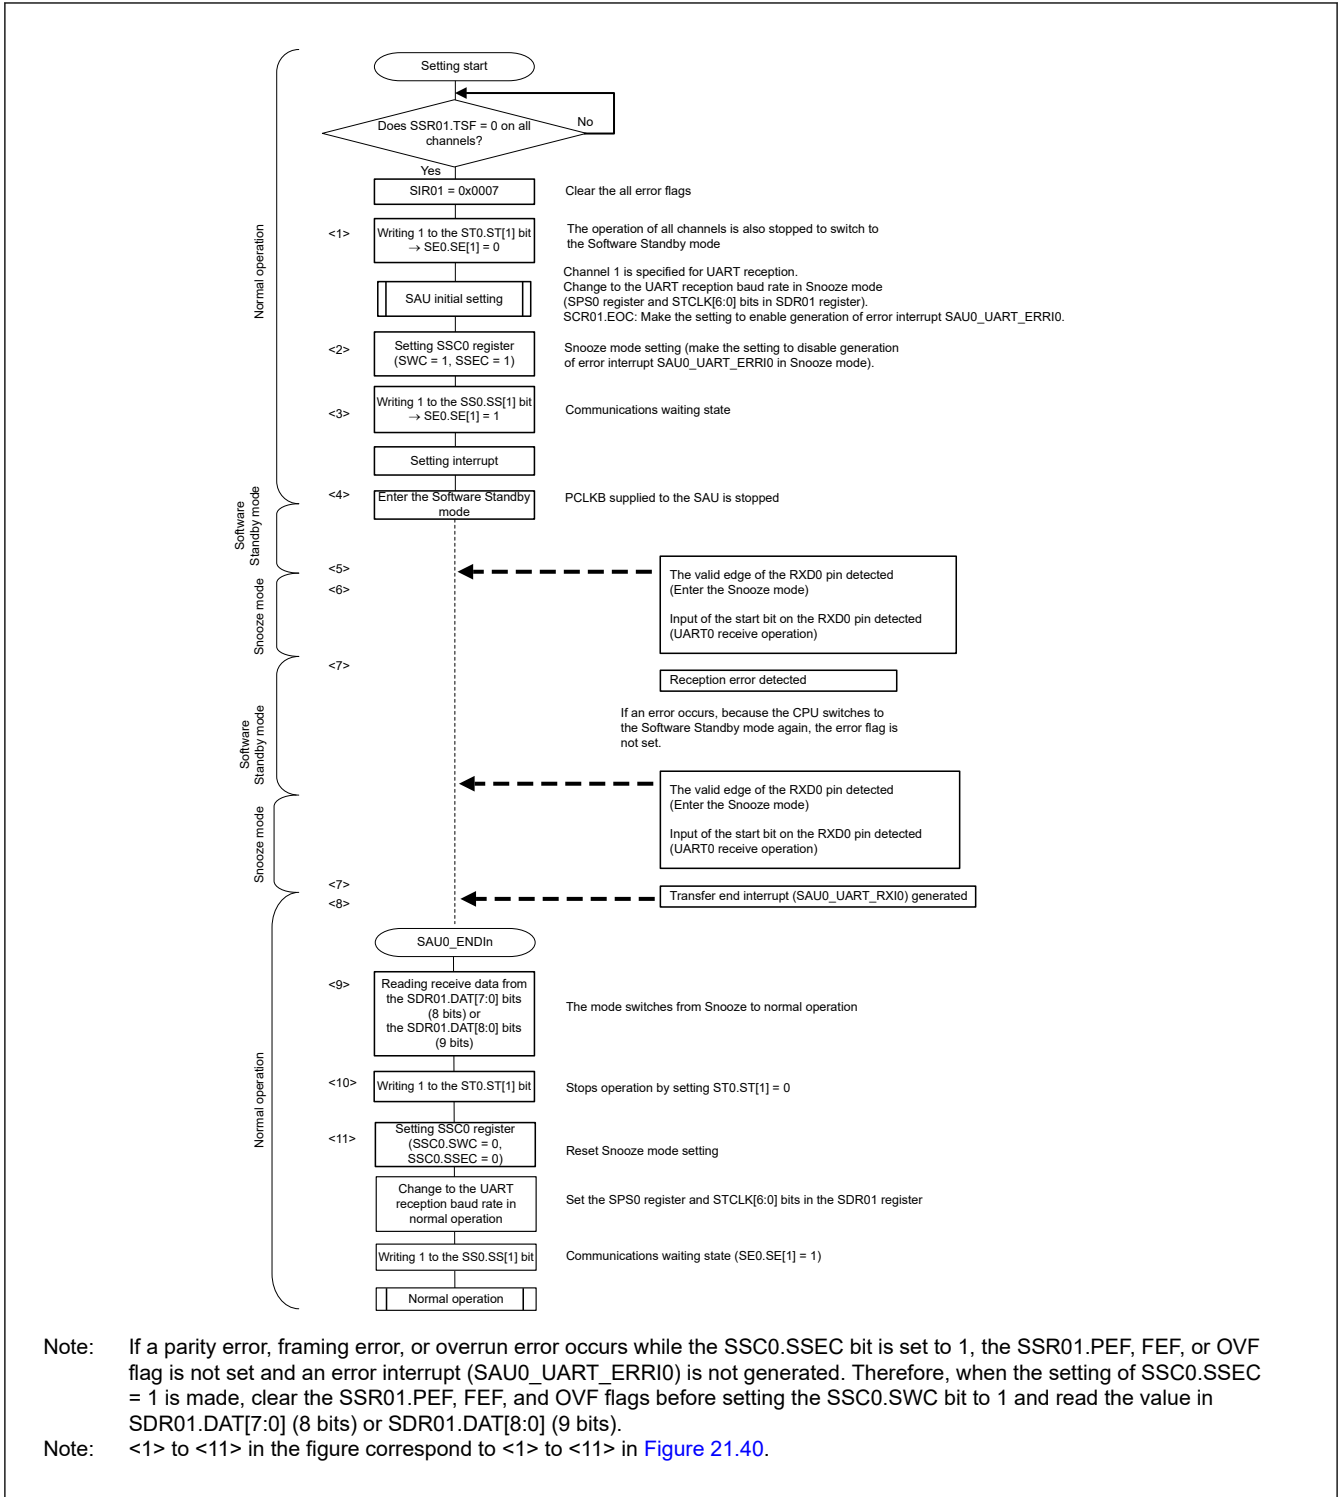 Setting start
Does SSR01.TSF = 0 on all
channels?
No
Yes
SIR01 = 0x0007
Clear the all error flags
Normal operation
<1>
Writing 1 to the ST0.ST[1] bit
→ SE0.SE[1] = 0
The operation of all channels is also stopped to switch to
the Software Standby mode
SAU initial setting
Channel 1 is specified for UART reception.
Change to the UART reception baud rate in Snooze mode
(SPS0 register and STCLK[6:0] bits in SDR01 register).
SCR01.EOC: Make the setting to enable generation of error interrupt SAU0_UART_ERRI0.
<2>
Setting SSC0 register
(SWC = 1, SSEC = 1)
Snooze mode setting (make the setting to disable generation
of error interrupt SAU0_UART_ERRI0 in Snooze mode).
<3>
Writing 1 to the SS0.SS[1] bit
→ SE0.SE[1] = 1
Communications waiting state
Setting interrupt
<4>
Enter the Software Standby
mode
PCLKB supplied to the SAU is stopped
Software
Standby mode
<5>
<6>
The valid edge of the RXD0 pin detected
(Enter the Snooze mode)
Input of the start bit on the RXD0 pin detected
(UART0 receive operation)
Snooze mode
<7>
Reception error detected
If an error occurs, because the CPU switches to
the Software Standby mode again, the error flag is
not set.
Software
Standby mode
The valid edge of the RXD0 pin detected
(Enter the Snooze mode)
Input of the start bit on the RXD0 pin detected
(UART0 receive operation)
Snooze mode
<7>
<8>
Transfer end interrupt (SAU0_UART_RXI0) generated
SAU0_ENDIn
<9>
Reading receive data from
the SDR01.DAT[7:0] bits
(8 bits) or
the SDR01.DAT[8:0] bits
(9 bits)
The mode switches from Snooze to normal operation
Normal operation
<10>
Writing 1 to the ST0.ST[1] bit
Stops operation by setting ST0.ST[1] = 0
<11>
Setting SSC0 register
(SSC0.SWC = 0,
SSC0.SSEC = 0)
Reset Snooze mode setting
Change to the UART
reception baud rate in
normal operation
Set the SPS0 register and STCLK[6:0] bits in the SDR01 register
Writing 1 to the SS0.SS[1] bit
Communications waiting state (SE0.SE[1] = 1)
Normal operation
Note: If a parity error, framing error, or overrun error occurs while the SSC0.SSEC bit is set to 1, the SSR01.PEF, FEF, or OVF
flag is not set and an error interrupt (SAU0_UART_ERRI0) is not generated. Therefore, when the setting of SSC0.SSEC
= 1 is made, clear the SSR01.PEF, FEF, and OVF flags before setting the SSC0.SWC bit to 1 and read the value in
SDR01.DAT[7:0] (8 bits) or SDR01.DAT[8:0] (9 bits).
Note: <1> to <11> in the figure correspond to <1> to <11> in Figure 21.40.